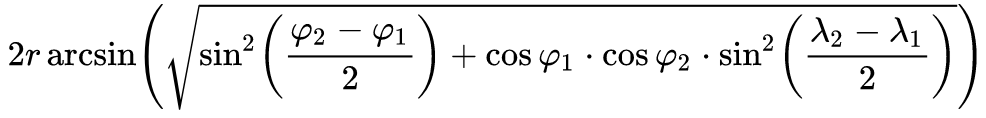 2r arcsin(√(sin²((φ₂ − φ₁)/2) + cos φ₁ · cos φ₂ · sin²((λ₂ − λ₁)/2)))